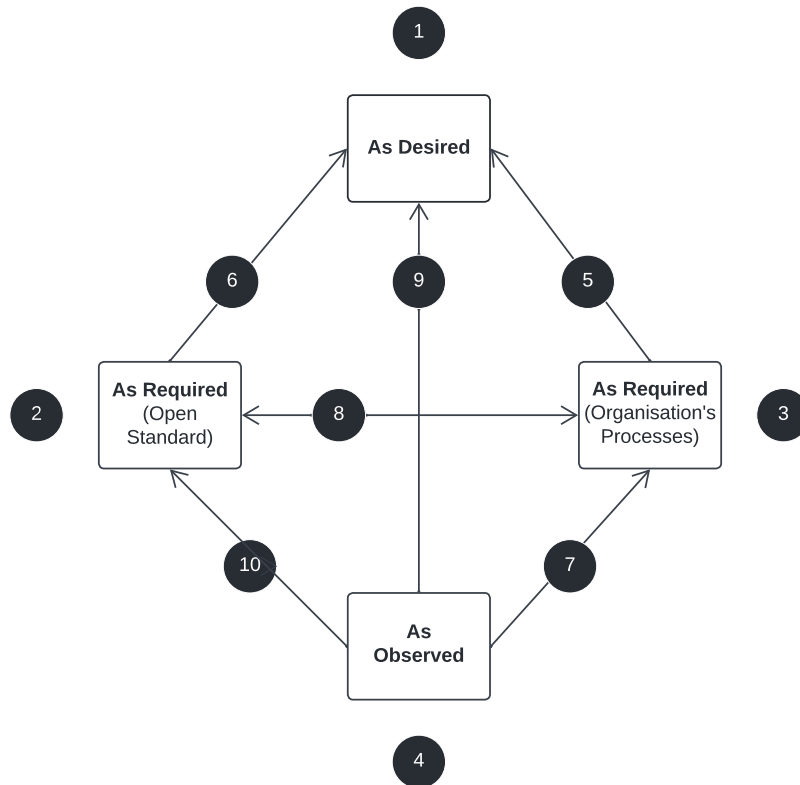 1
As Desired
6
9
5
2
As Required
(Open
Standard)
8
As Required
(Organisation's
Processes)
3
10
7
As
Observed
4